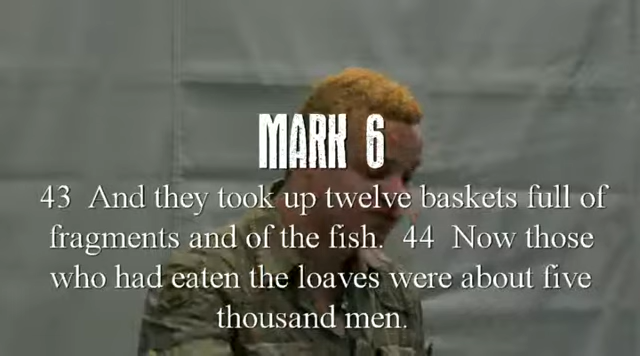 MARK 6
43 And they took up twelve baskets full of
fragments and of the fish. 44 Now those
who had eaten the loaves were about five
thousand men.